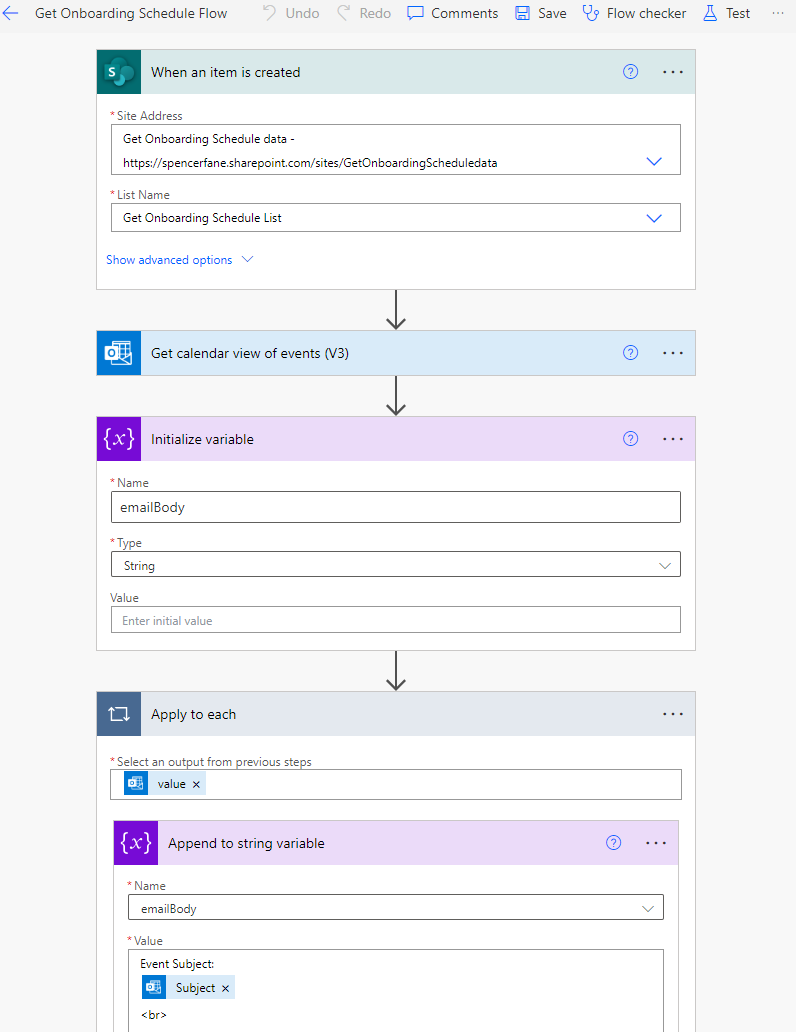 Get Onboarding Schedule Flow Undo Redo Comments Save Flow checker Test ...
S When an item is created ? ...
* Site Address
Get Onboarding Schedule data -
https://spencerfane.sharepoint.com/sites/GetOnboardingScheduledata
* List Name
Get Onboarding Schedule List
Show advanced options
Get calendar view of events (V3) ? ...
{x} Initialize variable ? ...
* Name
emailBody
* Type
String
Value
Enter initial value
Apply to each ...
* Select an output from previous steps
value ×
{x} Append to string variable ? ...
* Name
emailBody
* Value
Event Subject:
Subject ×
<br>